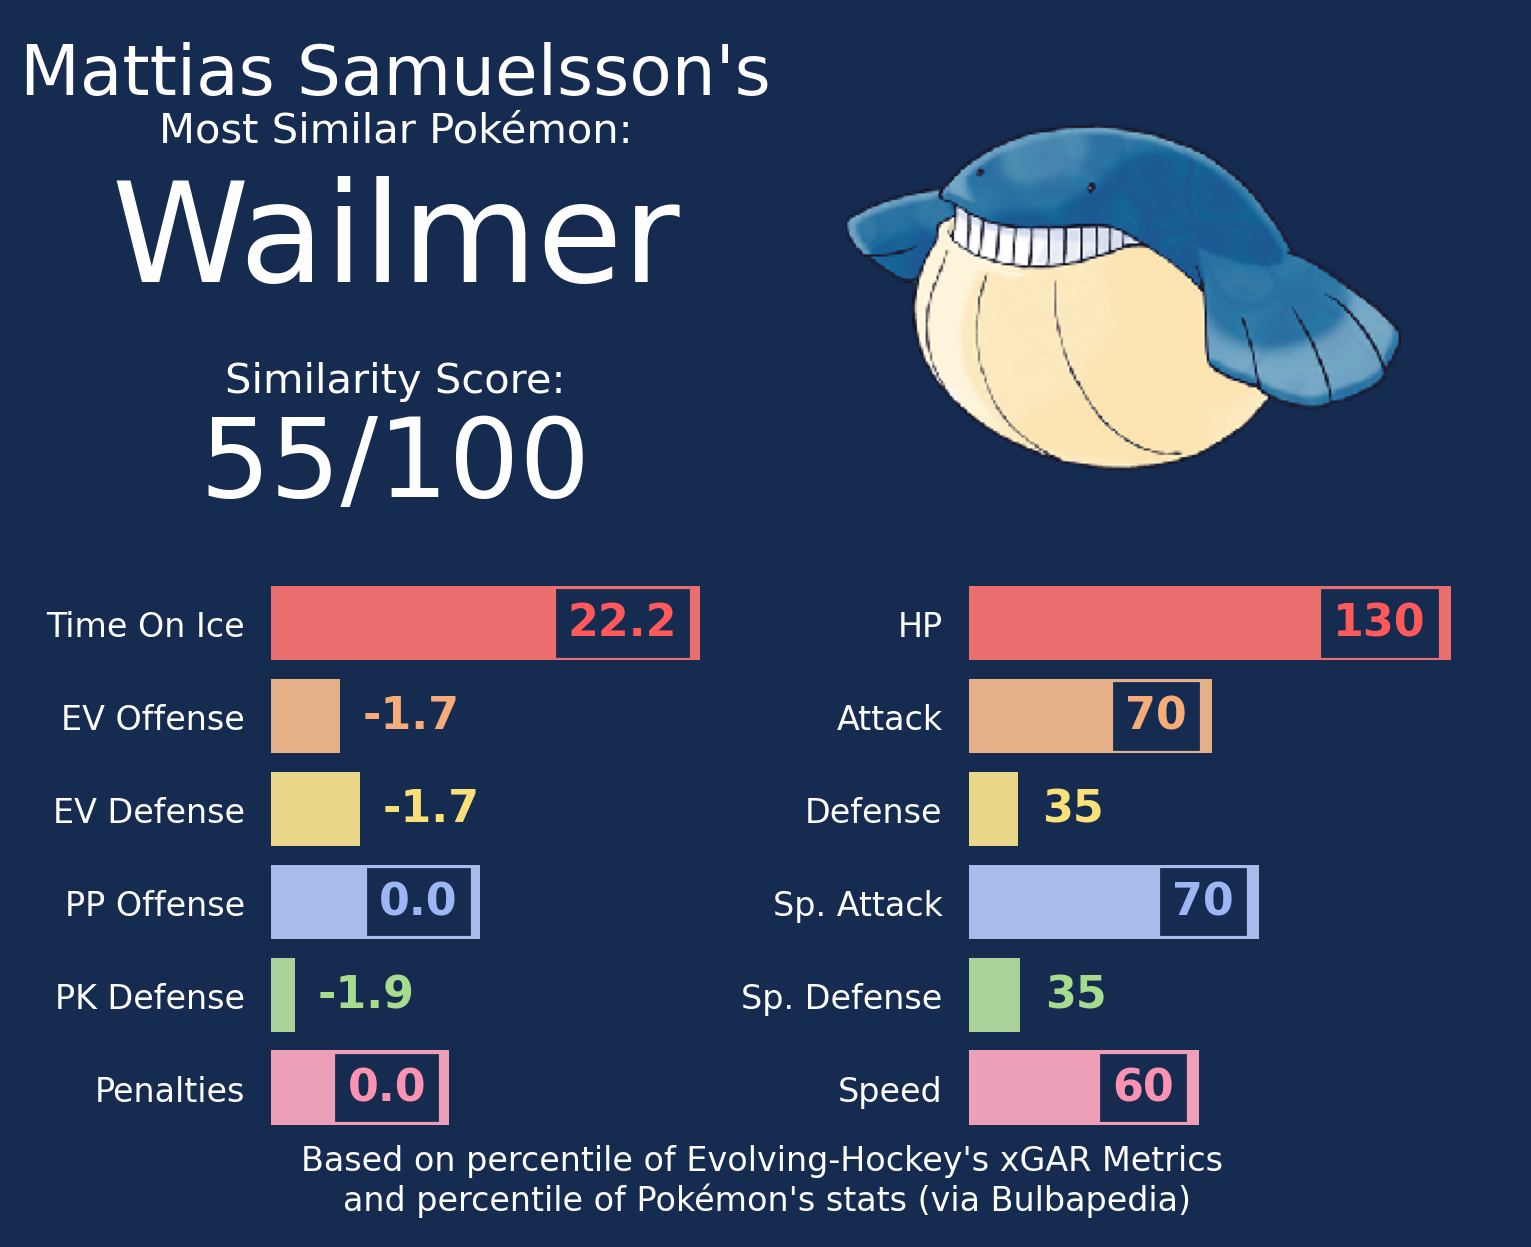 Mattias Samuelsson's
Most Similar Pokémon:
Wailmer
Similarity Score:
55/100
Time On Ice 22.2
EV Offense -1.7
EV Defense -1.7
PP Offense 0.0
PK Defense -1.9
Penalties 0.0
HP 130
Attack 70
Defense 35
Sp. Attack 70
Sp. Defense 35
Speed 60
Based on percentile of Evolving-Hockey's xGAR Metrics
and percentile of Pokémon's stats (via Bulbapedia)